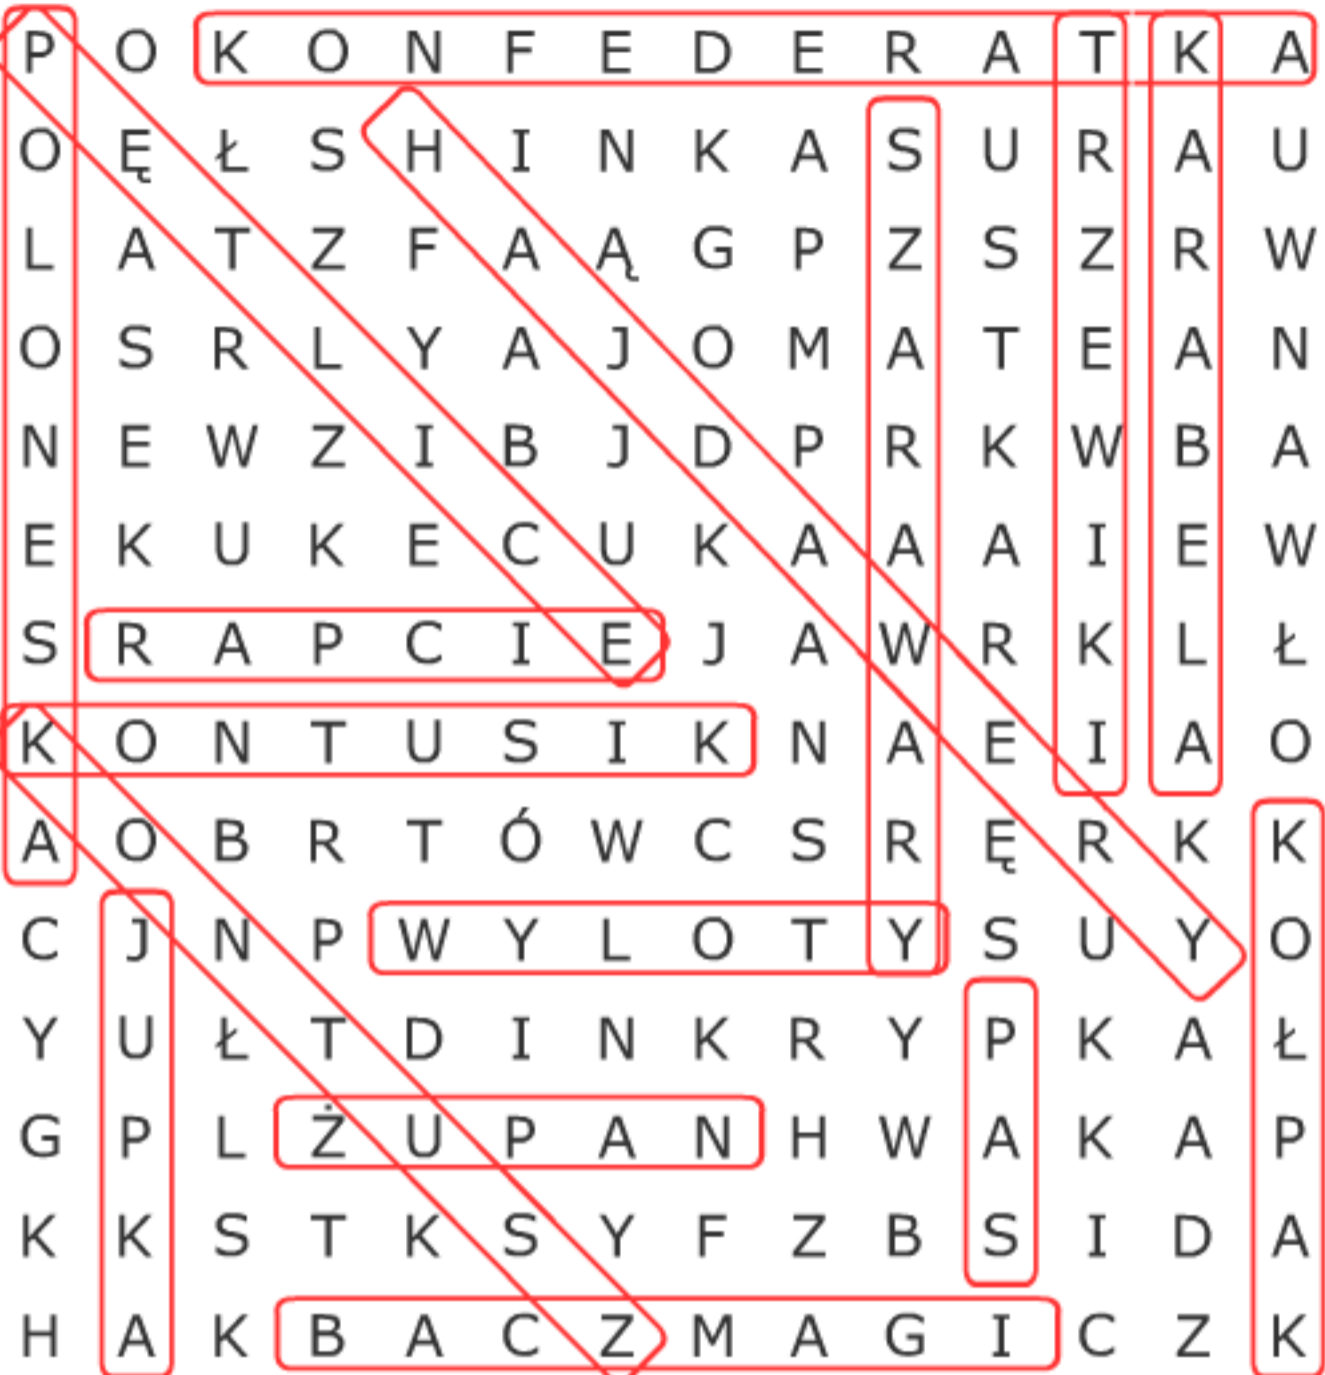 P O K O N F E D E R A T K A
O Ę Ł S H I N K A S U R A U
L A T Z F A Ą G P Z S Z R W
O S R L Y A J O M A T E A N
N E W Z I B J D P R K W B A
E K U K E C U K A A A I E W
S R A P C I E J A W R K L Ł
K O N T U S I K N A E I A O
A O B R T Ó W C S R Ę R K K
C J N P W Y L O T Y S U Y O
Y U Ł T D I N K R Y P K A Ł
G P L Ż U P A N H W A K A P
K K S T K S Y F Z B S I D A
H A K B A C Z M A G I C Z K